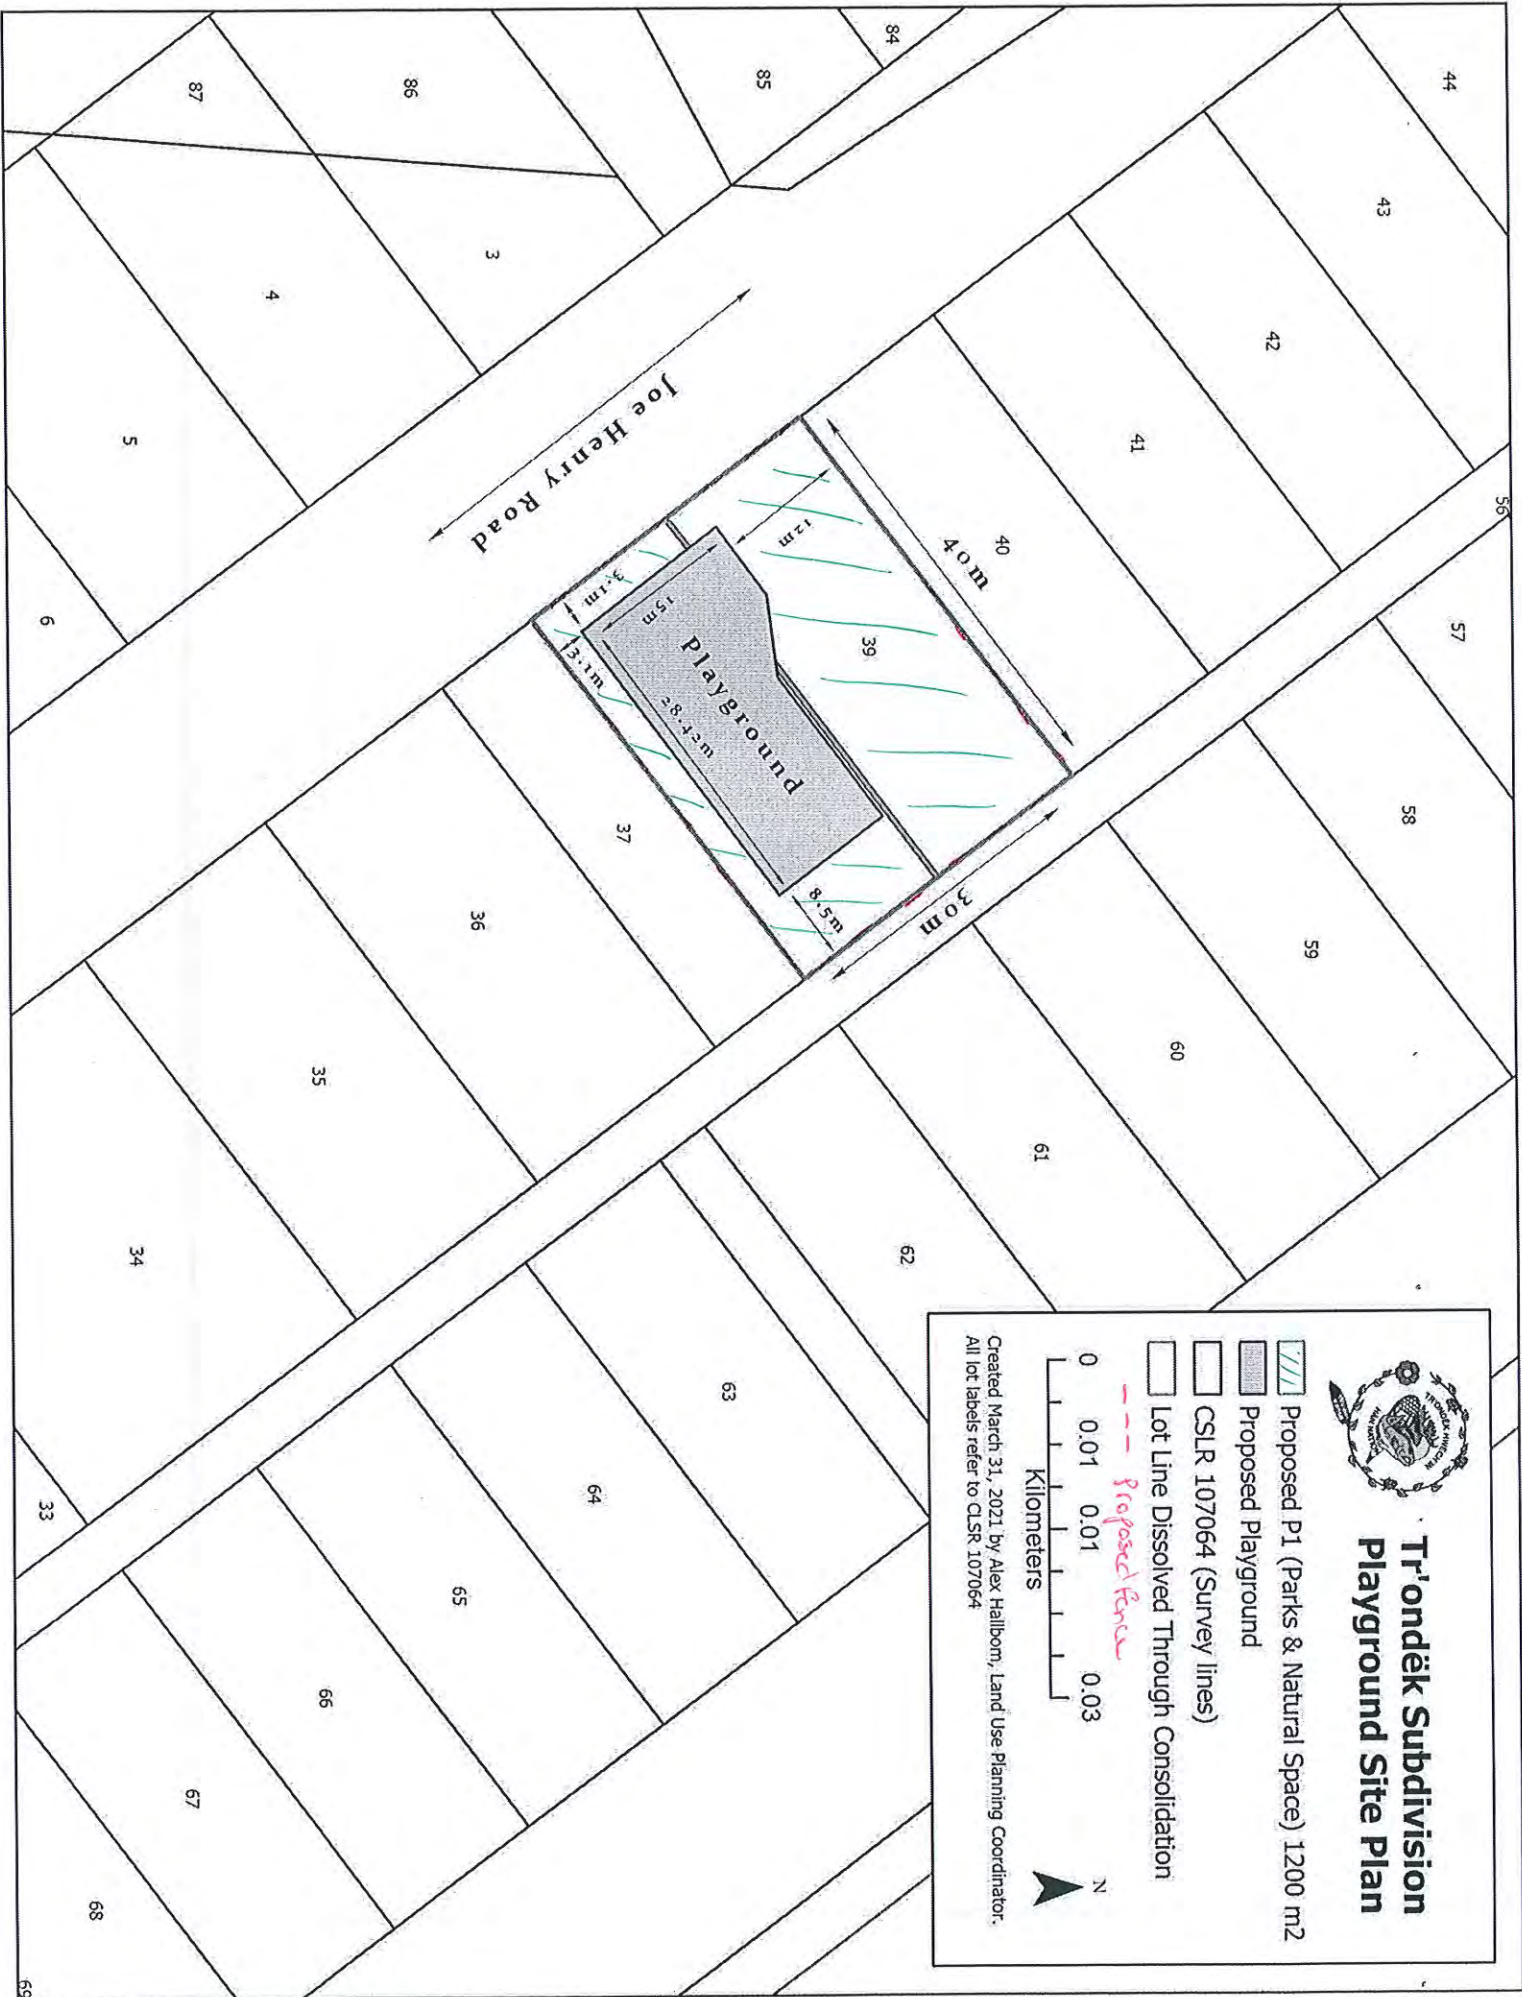 Tr'ondëk Subdivision
Playground Site Plan
Proposed P1 (Parks & Natural Space) 1200 m2
Proposed Playground
CSLR 107064 (Survey lines)
Lot Line Dissolved Through Consolidation
--- Proposed fence
0 0.01 0.01 0.03
Kilometers
N
Created March 31, 2021 by Alex Hallbom, Land Use Planning Coordinator.
All lot labels refer to CLSR 107064
Joe Henry Road
Playground
40m
30m
12m
15m
3.1m
3.1m
28.42m
8.5m
44
43
42
41
40
39
37
36
35
34
33
56
57
58
59
60
61
62
63
64
65
66
67
68
69
84
85
86
87
3
4
5
6